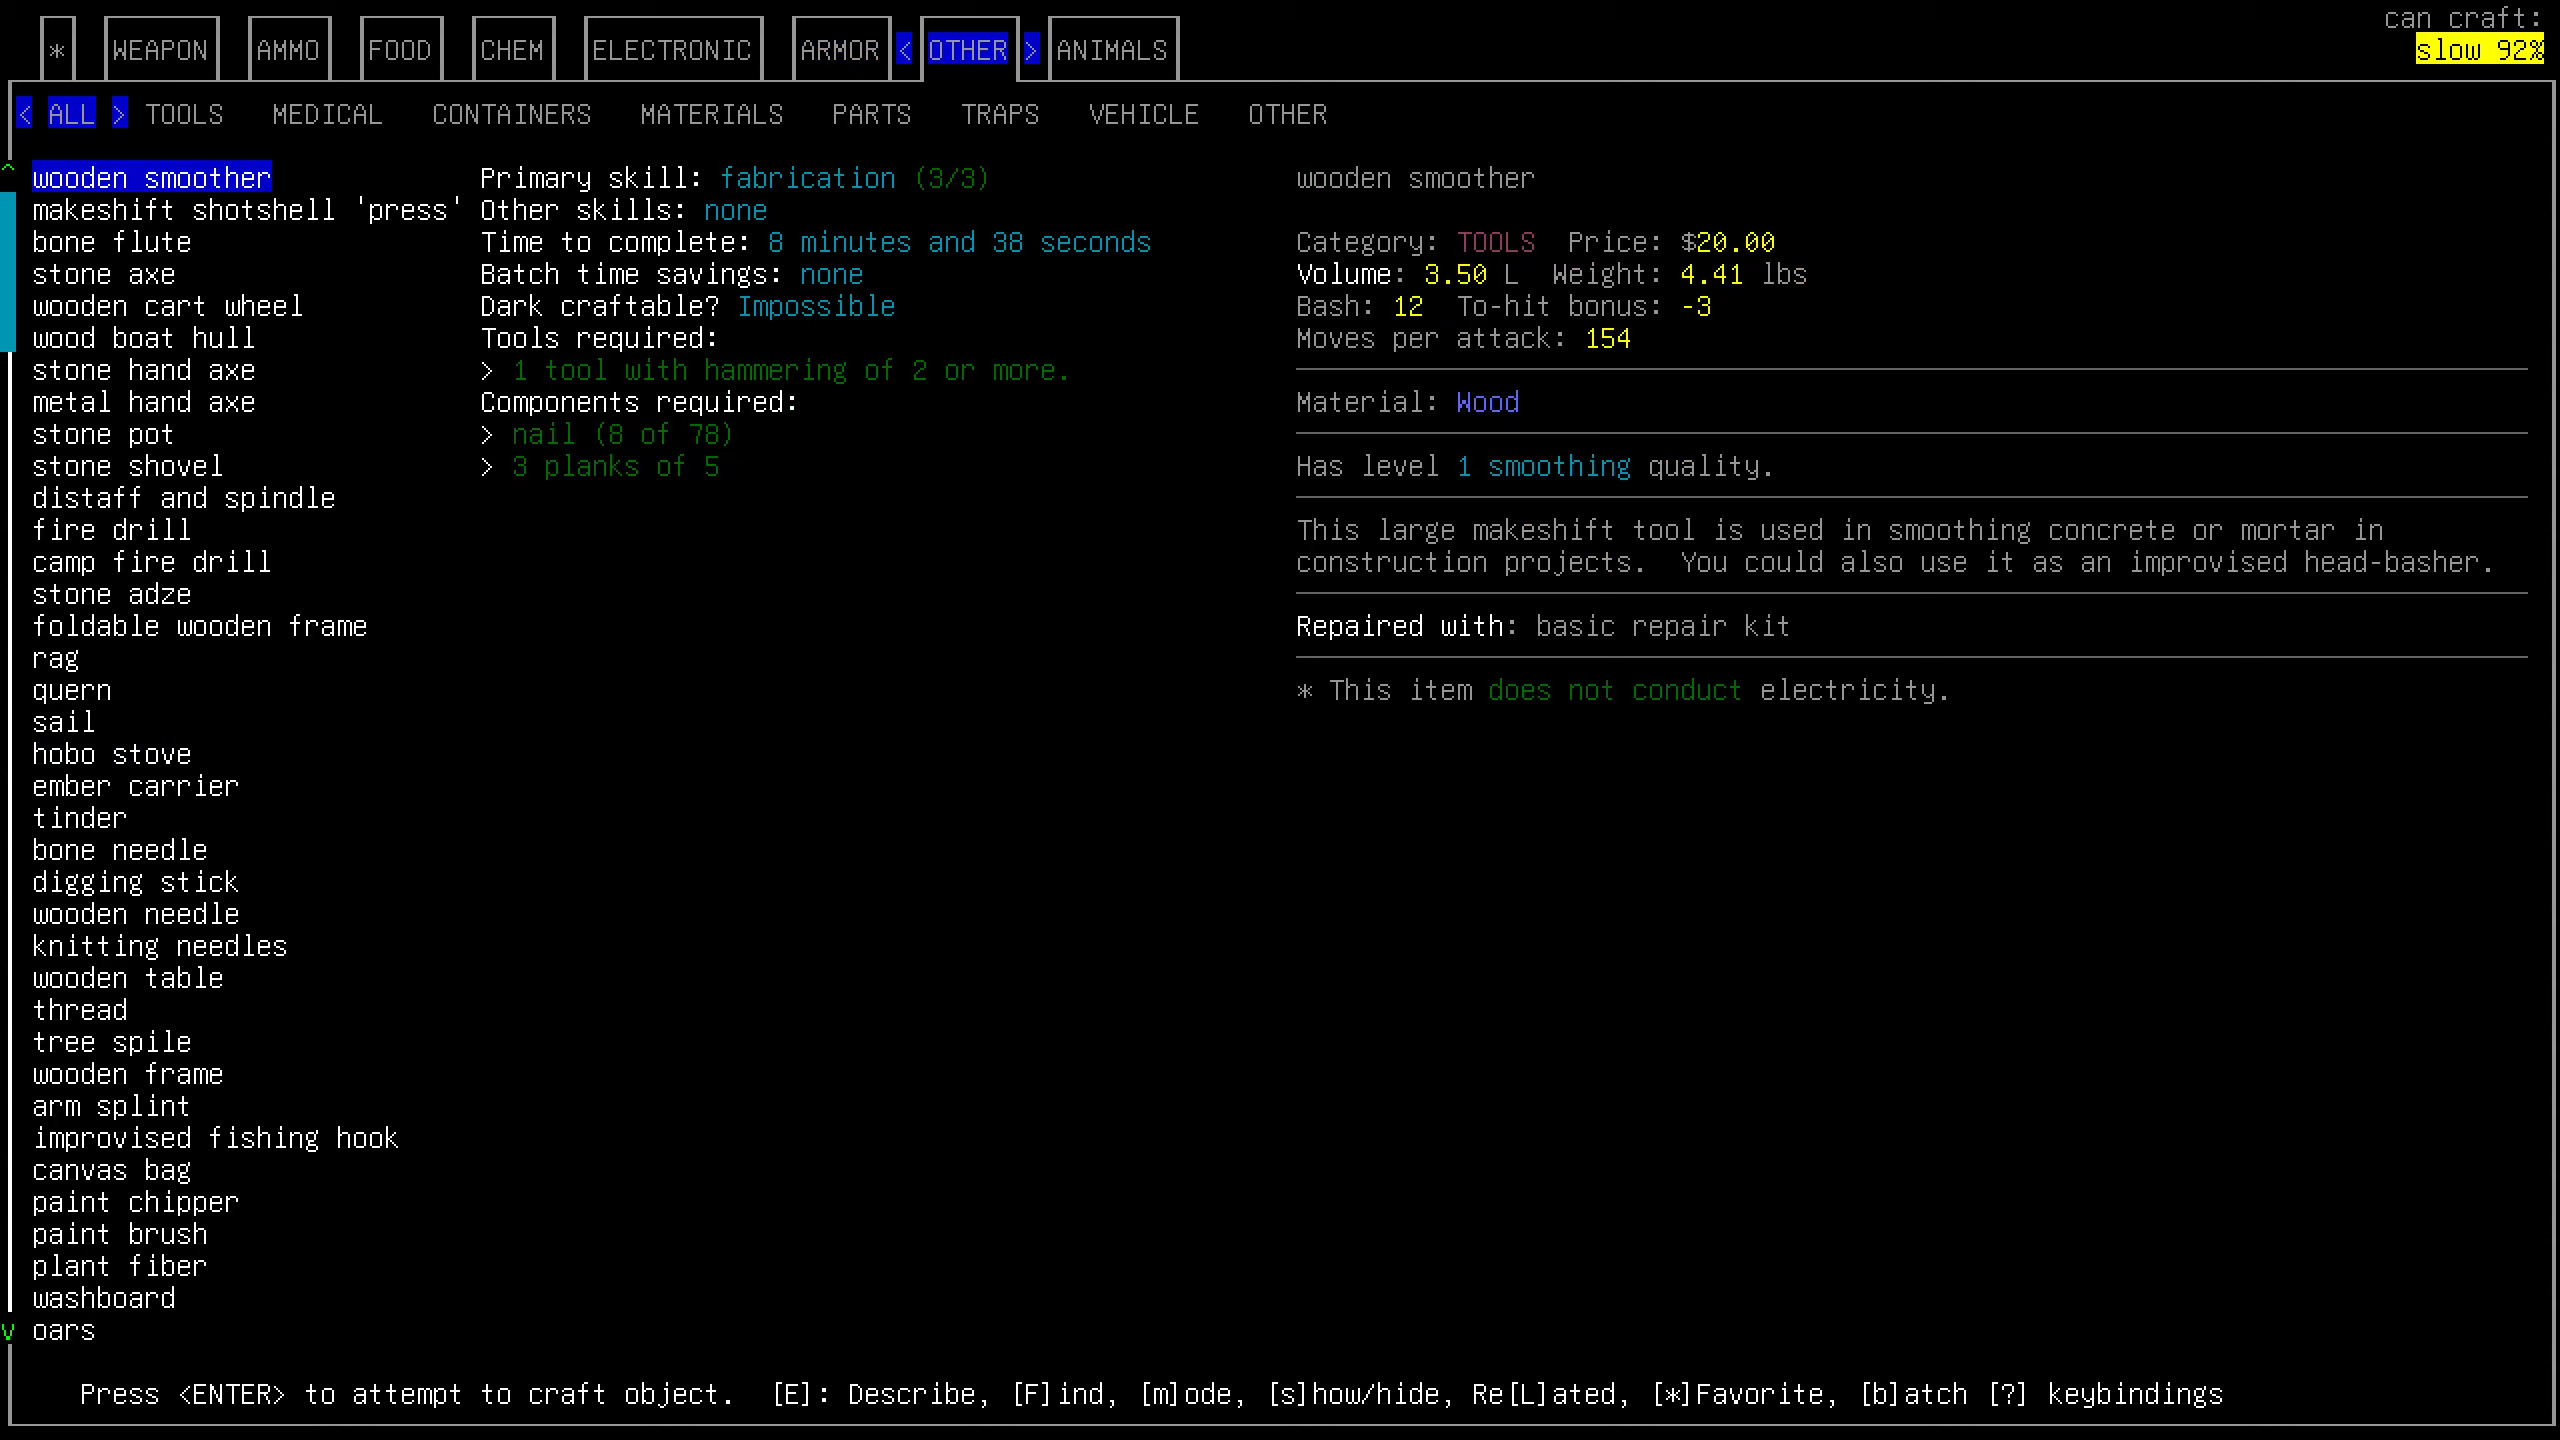 can craft:
* WEAPON AMMO FOOD CHEM ELECTRONIC ARMOR < OTHER > ANIMALS slow 92%
< ALL > TOOLS MEDICAL CONTAINERS MATERIALS PARTS TRAPS VEHICLE OTHER
^
wooden smoother
makeshift shotshell 'press'
bone flute
stone axe
wooden cart wheel
wood boat hull
stone hand axe
metal hand axe
stone pot
stone shovel
distaff and spindle
fire drill
camp fire drill
stone adze
foldable wooden frame
rag
quern
sail
hobo stove
ember carrier
tinder
bone needle
digging stick
wooden needle
knitting needles
wooden table
thread
tree spile
wooden frame
arm splint
improvised fishing hook
canvas bag
paint chipper
paint brush
plant fiber
washboard
v oars
Primary skill: fabrication (3/3)
Other skills: none
Time to complete: 8 minutes and 38 seconds
Batch time savings: none
Dark craftable? Impossible
Tools required:
> 1 tool with hammering of 2 or more.
Components required:
> nail (8 of 78)
> 3 planks of 5
wooden smoother
Category: TOOLS Price: $20.00
Volume: 3.50 L Weight: 4.41 lbs
Bash: 12 To-hit bonus: -3
Moves per attack: 154
Material: Wood
Has level 1 smoothing quality.
This large makeshift tool is used in smoothing concrete or mortar in
construction projects. You could also use it as an improvised head-basher.
Repaired with: basic repair kit
* This item does not conduct electricity.
Press <ENTER> to attempt to craft object. [E]: Describe, [F]ind, [m]ode, [s]how/hide, Re[L]ated, [*]Favorite, [b]atch [?] keybindings